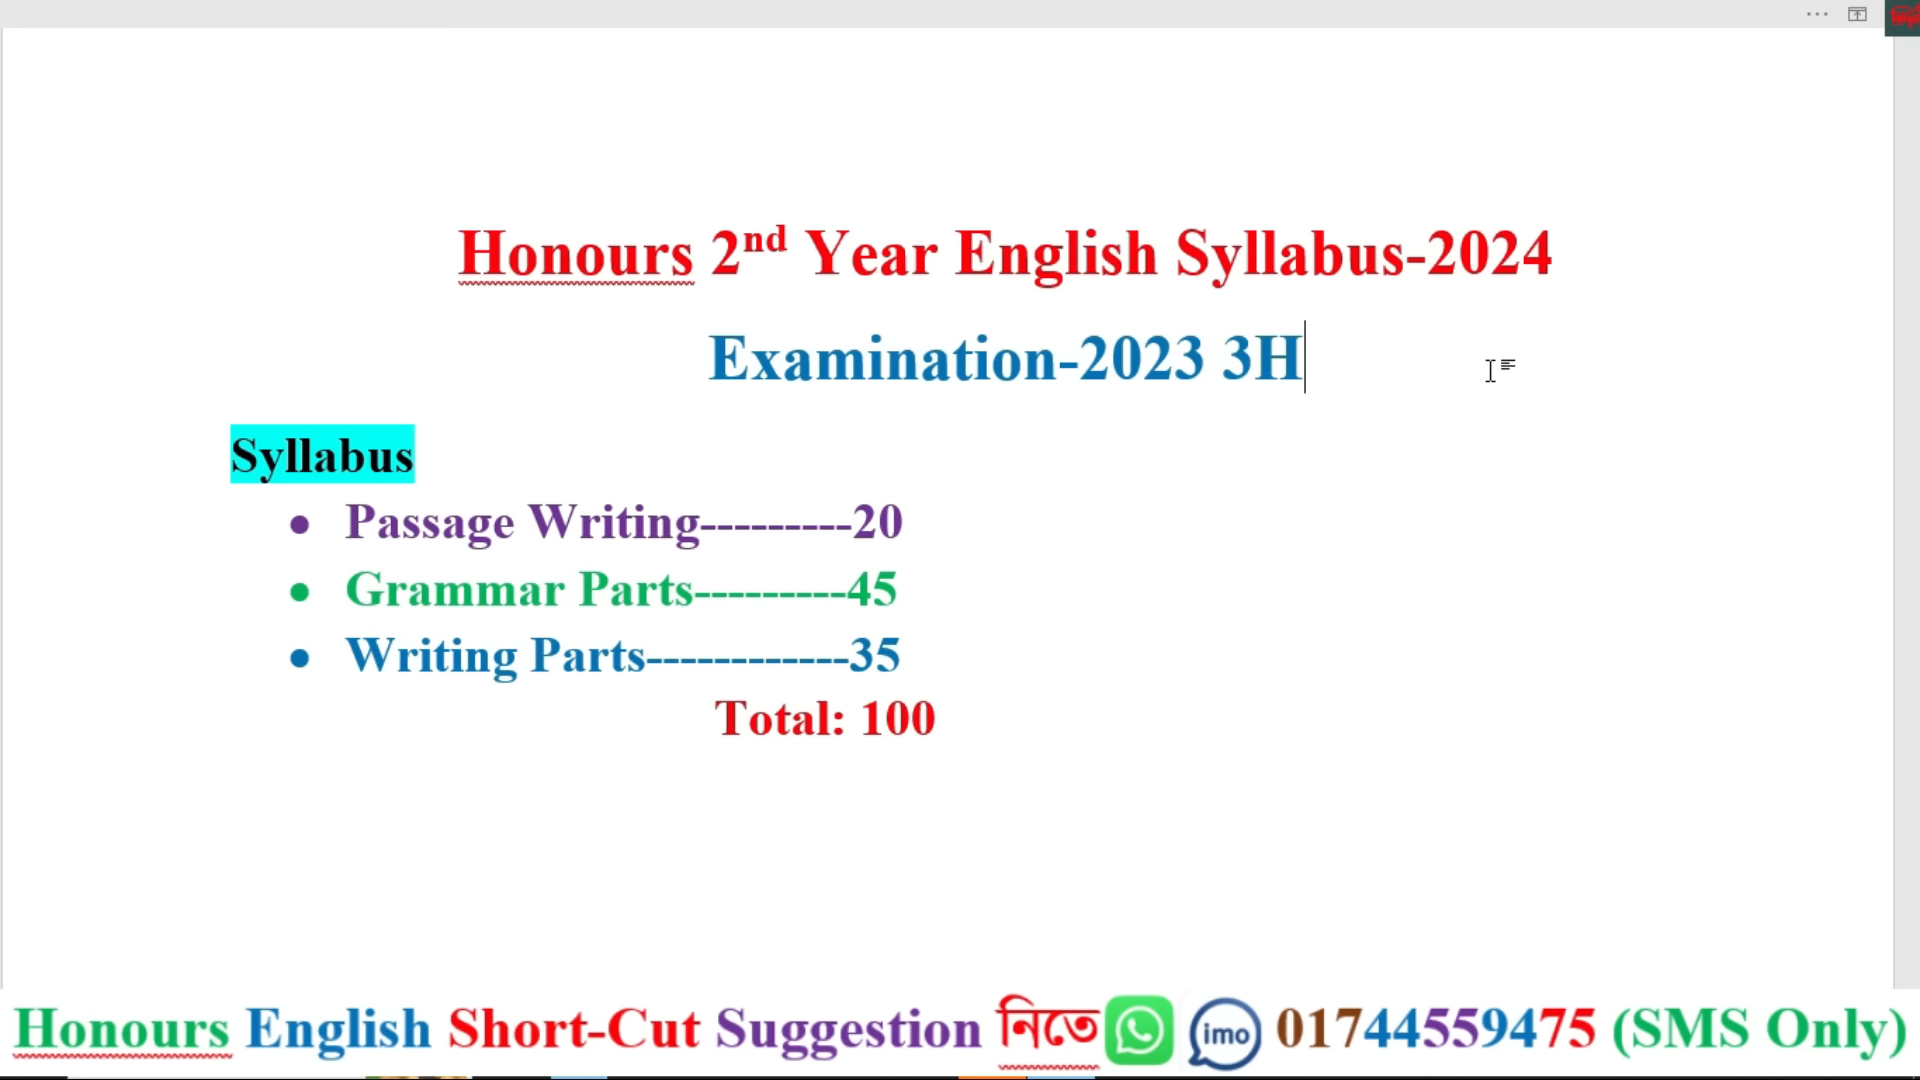 Honours 2nd Year English Syllabus-2024
Examination-2023 3H
Syllabus
• Passage Writing---------20
• Grammar Parts---------45
• Writing Parts------------35
Total: 100
Honours English Short-Cut Suggestion নিতে imo 01744559475 (SMS Only)